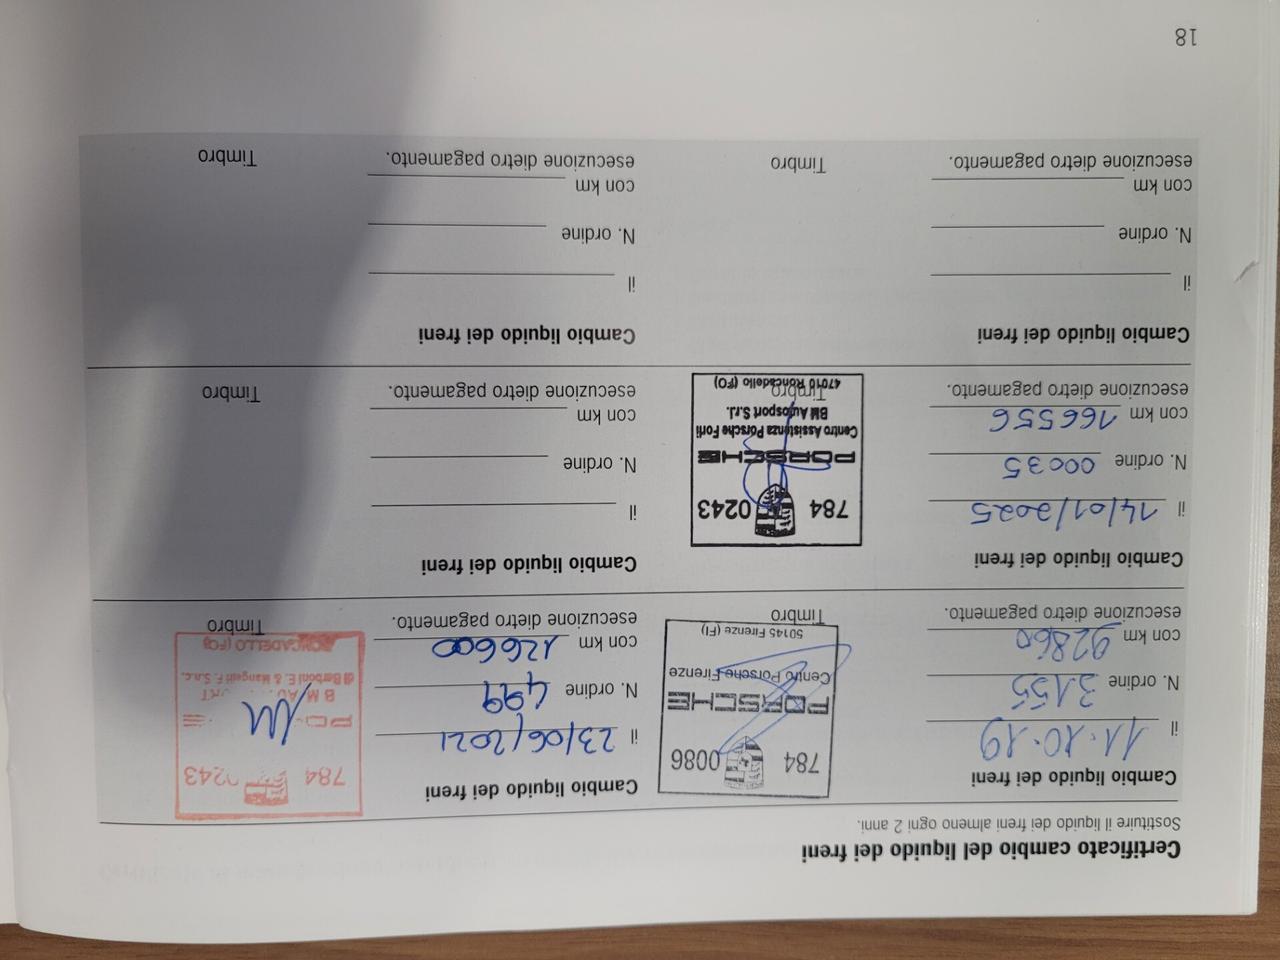 Certificato cambio del liquido dei freni
Sostituire il liquido dei freni almeno ogni 2 anni.
Cambio liquido dei freni
il 11.10.19
N. ordine 3155
con km 92860
esecuzione dietro pagamento.
784 0086
PORSCHE
Centro Porsche Firenze
50145 Firenze (FI)
Timbro
Cambio liquido dei freni
il 23/06/2021
N. ordine 499
con km 126600
esecuzione dietro pagamento.
784 0243
di Barboni E. & Mangelli F. S.n.c.
RONCADELLO (FO)
Timbro
Cambio liquido dei freni
il 14/01/2025
N. ordine 00035
con km 166556
esecuzione dietro pagamento.
784 0243
PORSCHE
Centro Assistenza Porsche Forlì
BM Autosport S.r.l.
47010 Roncadello (FO)
Timbro
Cambio liquido dei freni
il
N. ordine
con km
esecuzione dietro pagamento.
Timbro
Cambio liquido dei freni
il
N. ordine
con km
esecuzione dietro pagamento.
Timbro
Cambio liquido dei freni
il
N. ordine
con km
esecuzione dietro pagamento.
Timbro
18